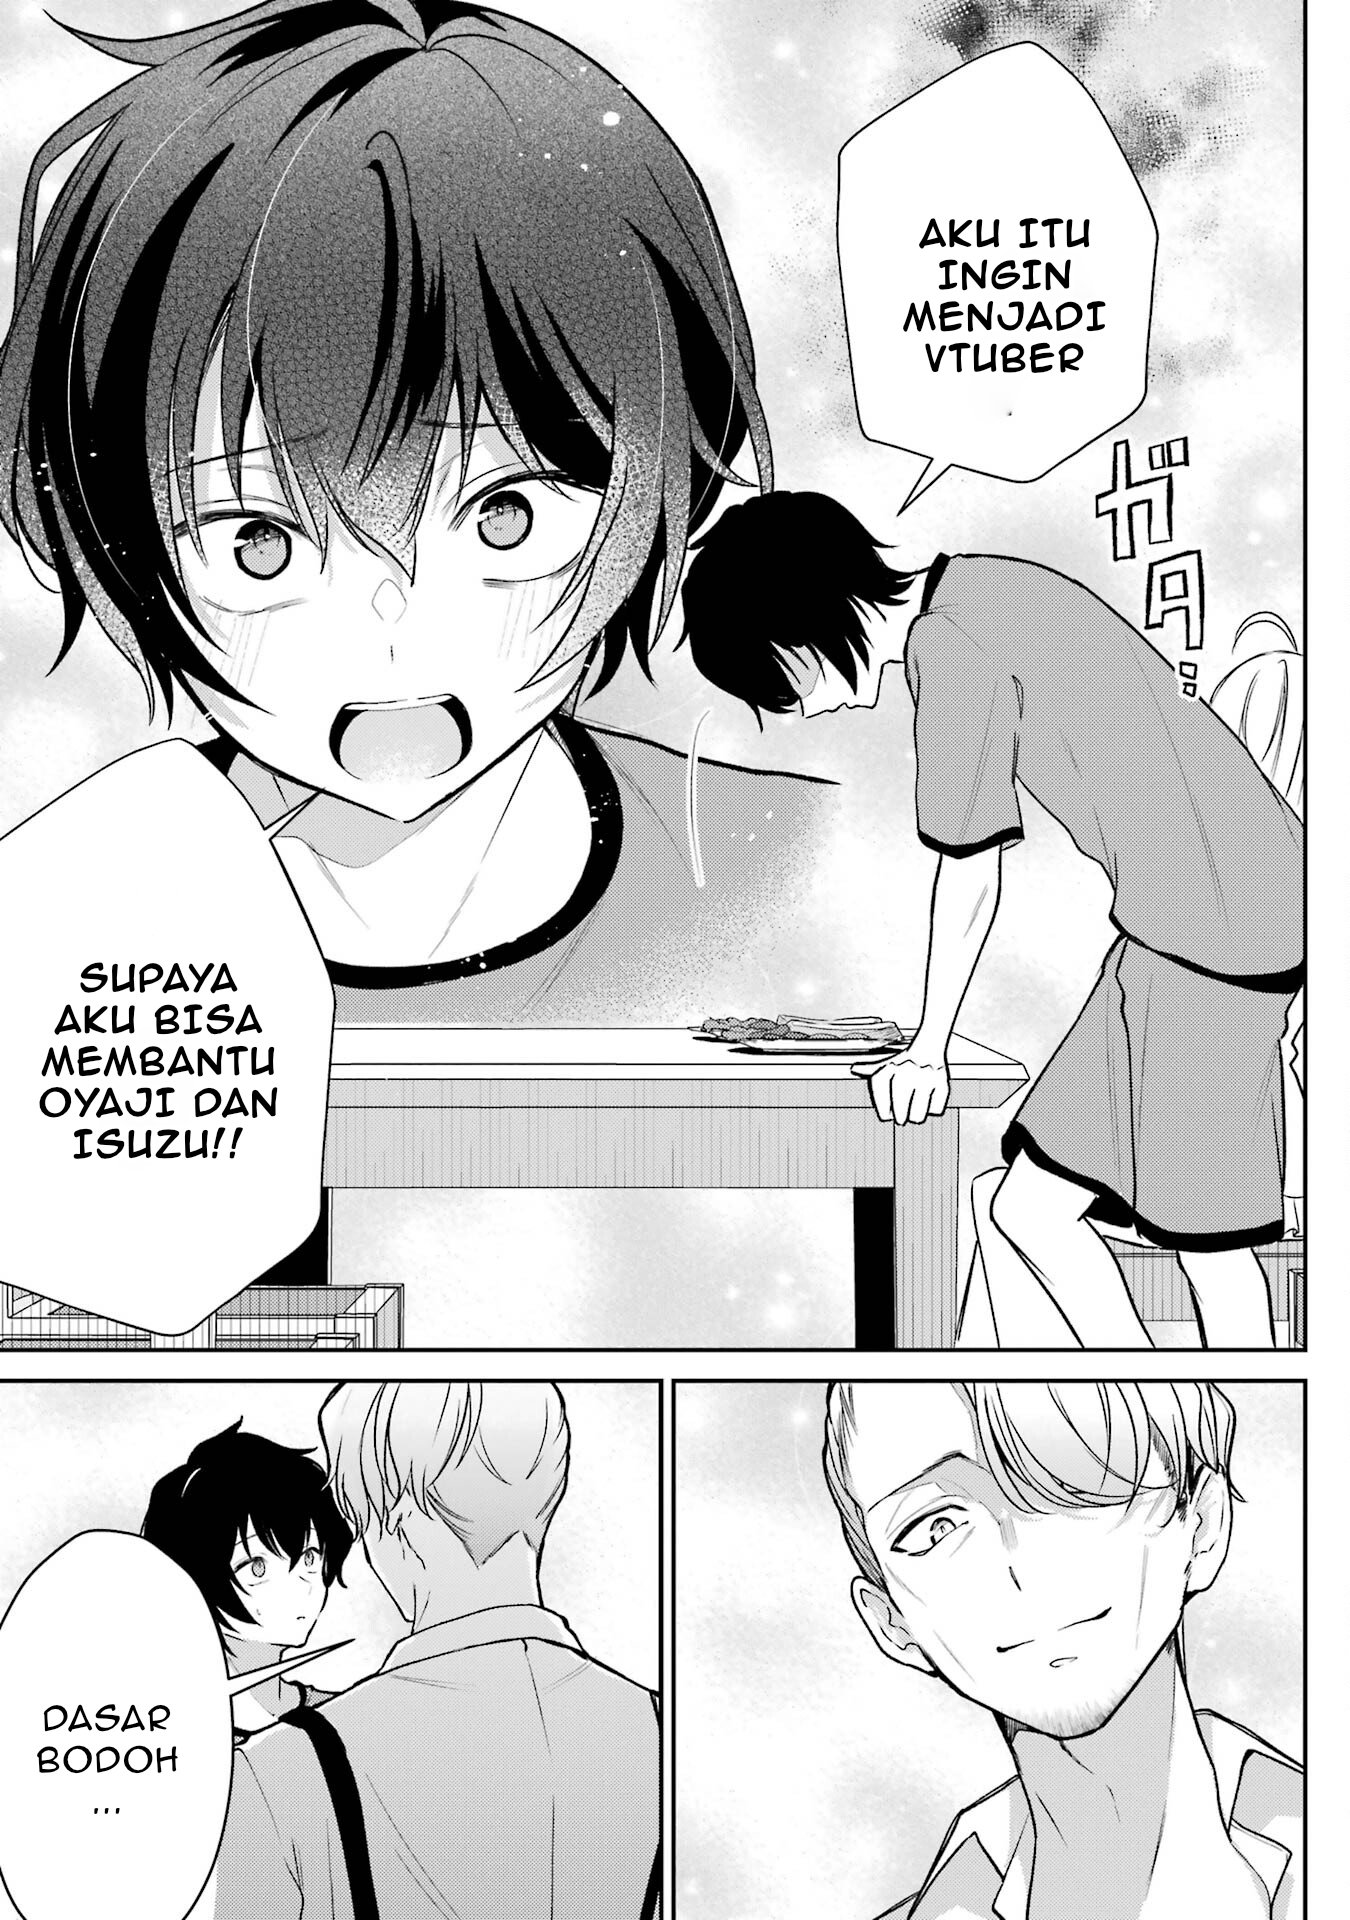 AKU ITU
INGIN
MENJADI
VTUBER
ガタ…
SUPAYA
AKU BISA
MEMBANTU
OYAJI DAN
ISUZU!!
DASAR
BODOH
...